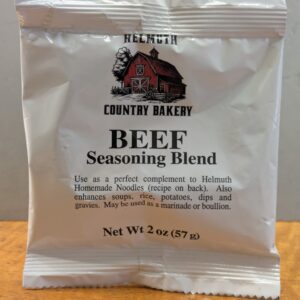 HELMUTH
COUNTRY BAKERY
BEEF
Seasoning Blend
Use as a perfect complement to Helmuth
Homemade Noodles (recipe on back). Also
enhances soups, rice, potatoes, dips and
gravies. May be used as a marinade or boullion.
Net Wt 2 oz (57 g)